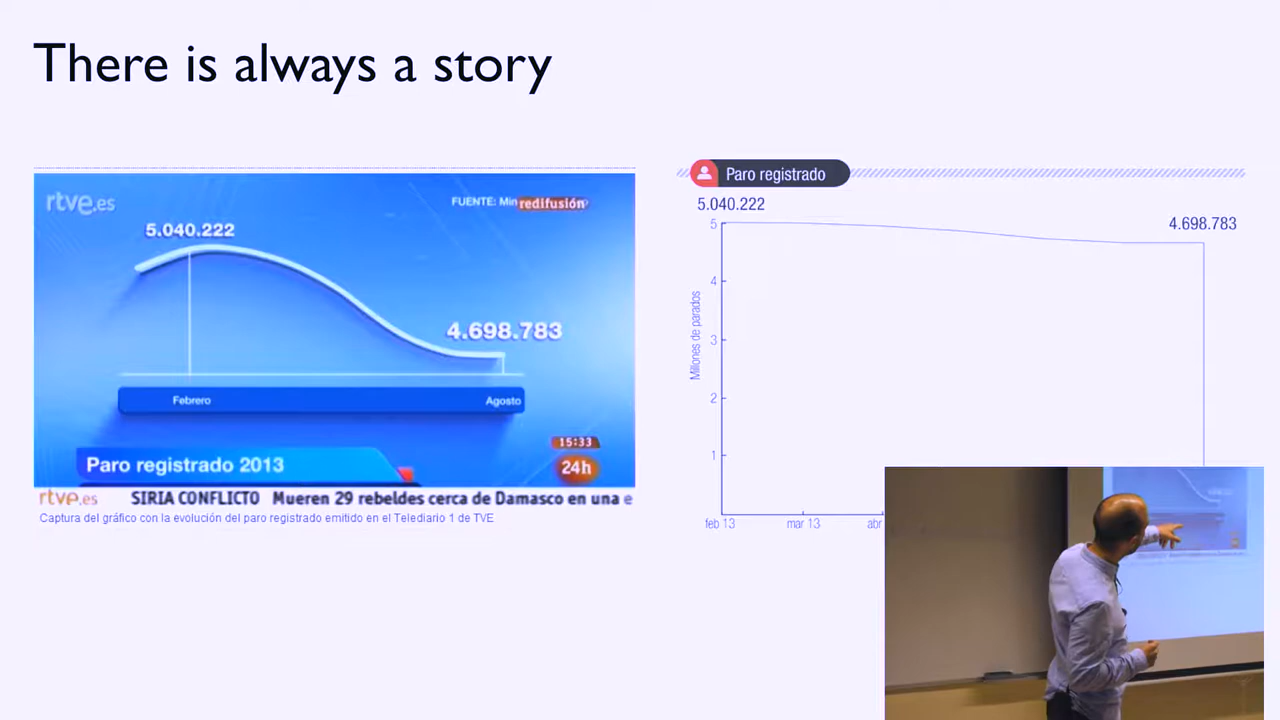 There is always a story
rtve.es
FUENTE: Min redifusión
5.040.222
4.698.783
Febrero
Agosto
Paro registrado 2013
15:33
24h
rtve.es
SIRIA CONFLICTO Mueren 29 rebeldes cerca de Damasco en una e
Captura del gráfico con la evolución del paro registrado emitido en el Telediario 1 de TVE
Paro registrado
5.040.222
4.698.783
Millones de parados
5
4
3
2
1
feb 13
mar 13
abr